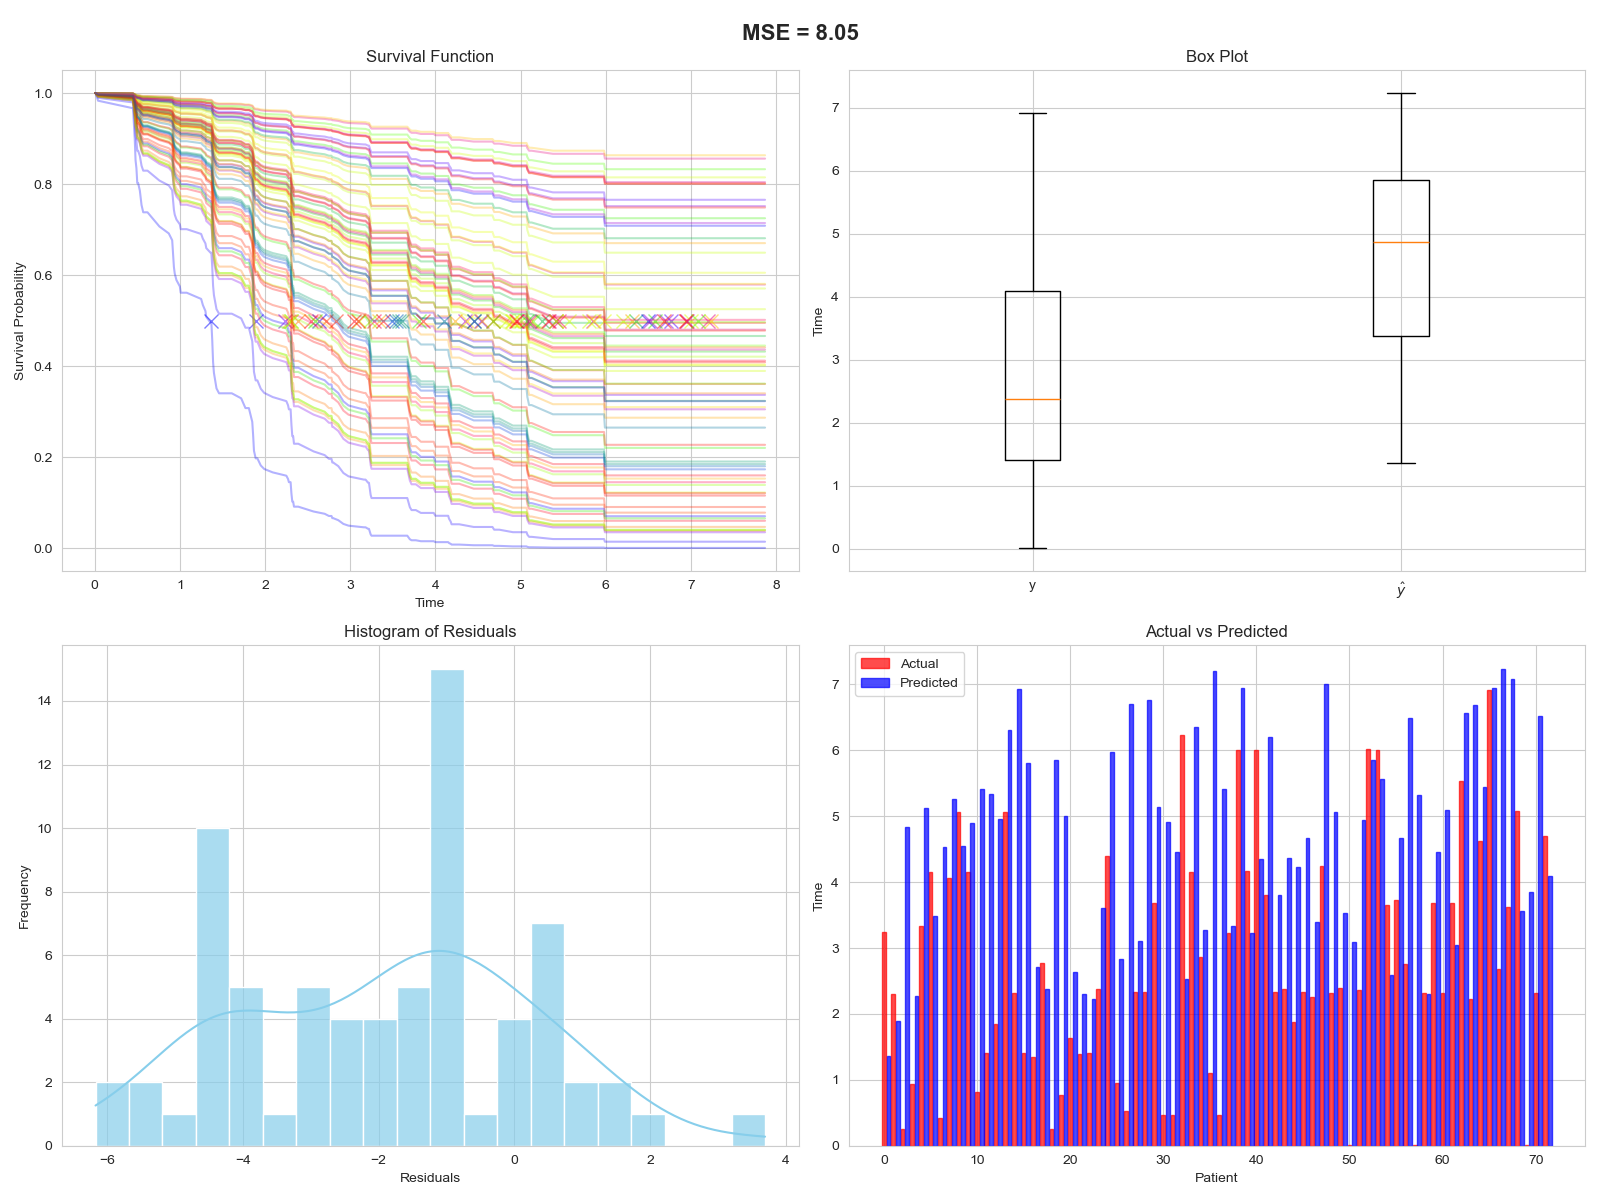 MSE = 8.05
Survival Function
Survival Probability
1.0
0.8
0.6
0.4
0.2
0.0
0 1 2 3 4 5 6 7 8
Time
Box Plot
Time
7
6
5
4
3
2
1
0
y ŷ
Histogram of Residuals
Frequency
14
12
10
8
6
4
2
0
−6 −4 −2 0 2 4
Residuals
Actual vs Predicted
Actual
Predicted
Time
7
6
5
4
3
2
1
0
0 10 20 30 40 50 60 70
Patient